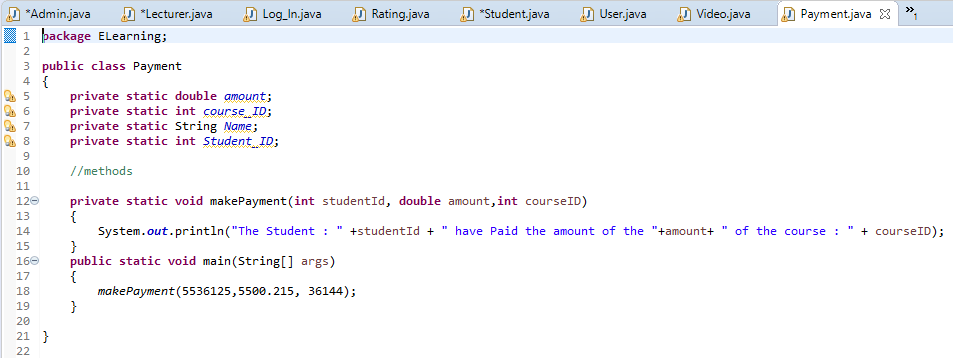 *Admin.java *Lecturer.java Log_In.java Rating.java *Student.java User.java Video.java Payment.java »1
1 package ELearning;
2
3 public class Payment
4 {
5 private static double amount;
6 private static int course_ID;
7 private static String Name;
8 private static int Student_ID;
9
10 //methods
11
12 private static void makePayment(int studentId, double amount,int courseID)
13 {
14 System.out.println("The Student : " +studentId + " have Paid the amount of the "+amount+ " of the course : " + courseID);
15 }
16 public static void main(String[] args)
17 {
18 makePayment(5536125,5500.215, 36144);
19 }
20
21 }
22